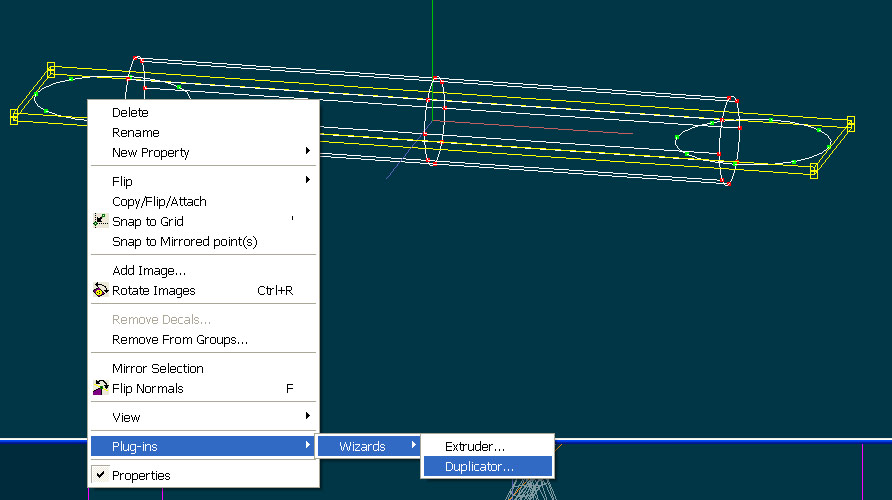 Delete
Rename
New Property
Flip
Copy/Flip/Attach
Snap to Grid '
Snap to Mirrored point(s)
Add Image...
Rotate Images Ctrl+R
Remove Decals...
Remove From Groups...
Mirror Selection
Flip Normals F
View
Plug-ins Wizards Extruder...
Duplicator...
Properties